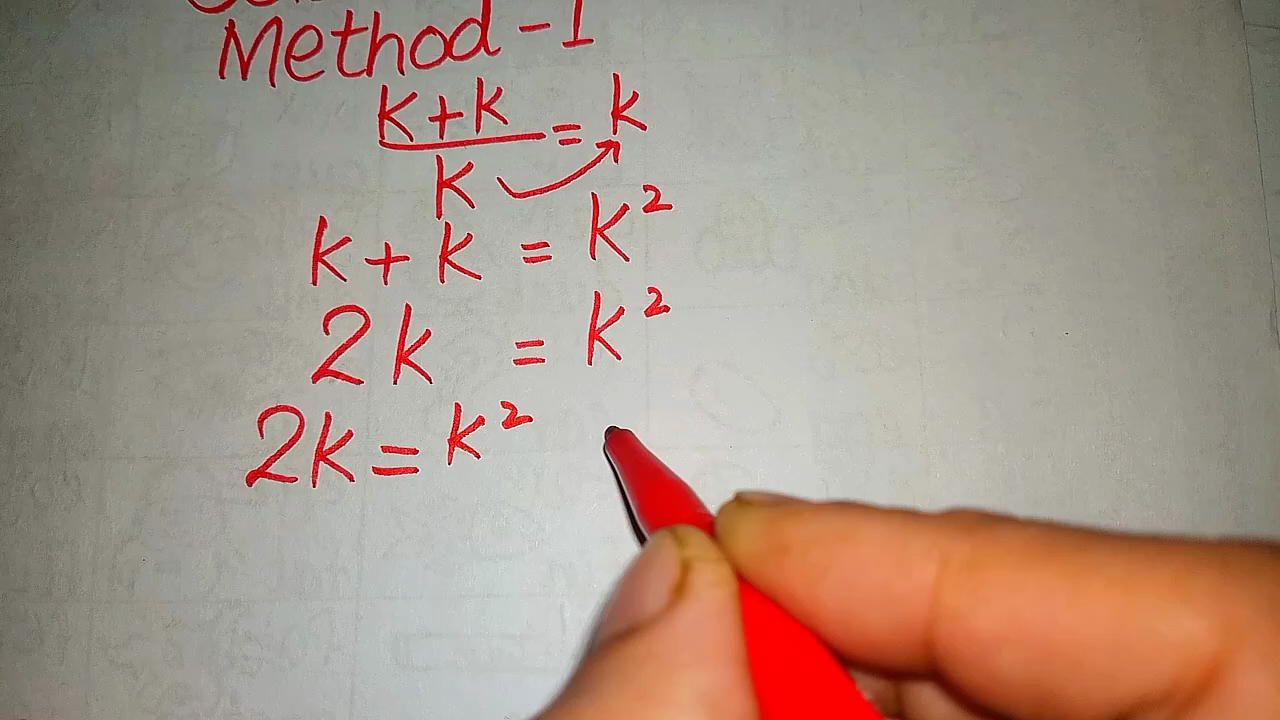 Method - 1
k + k / k = k
k + k = k²
2k = k²
2k = k²